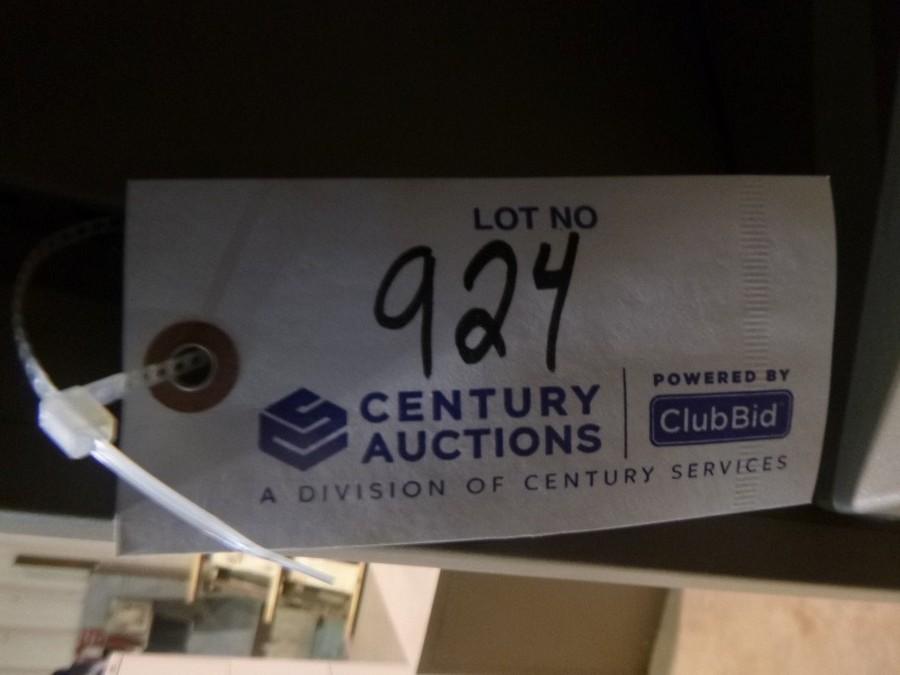 LOT NO
924
CENTURY
AUCTIONS
POWERED BY
ClubBid
A DIVISION OF CENTURY SERVICES